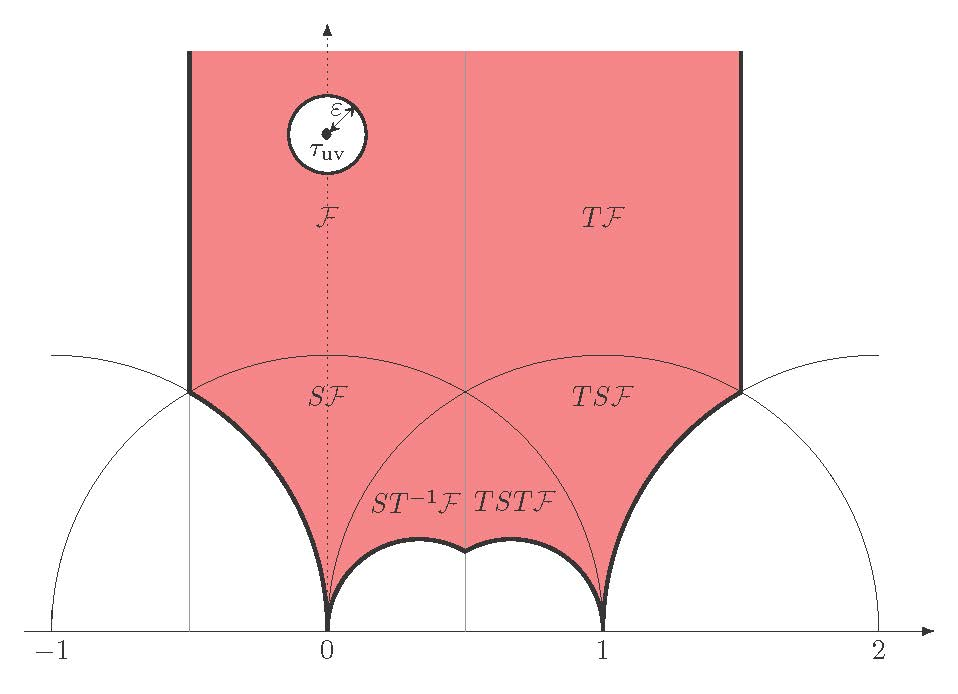 ε
τ_uv
ℱ Tℱ
Sℱ TSℱ
ST⁻¹ℱ TSTℱ
−1 0 1 2